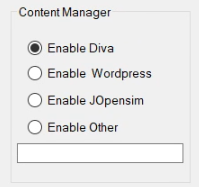 Content Manager
Enable Diva
Enable Wordpress
Enable JOpensim
Enable Other